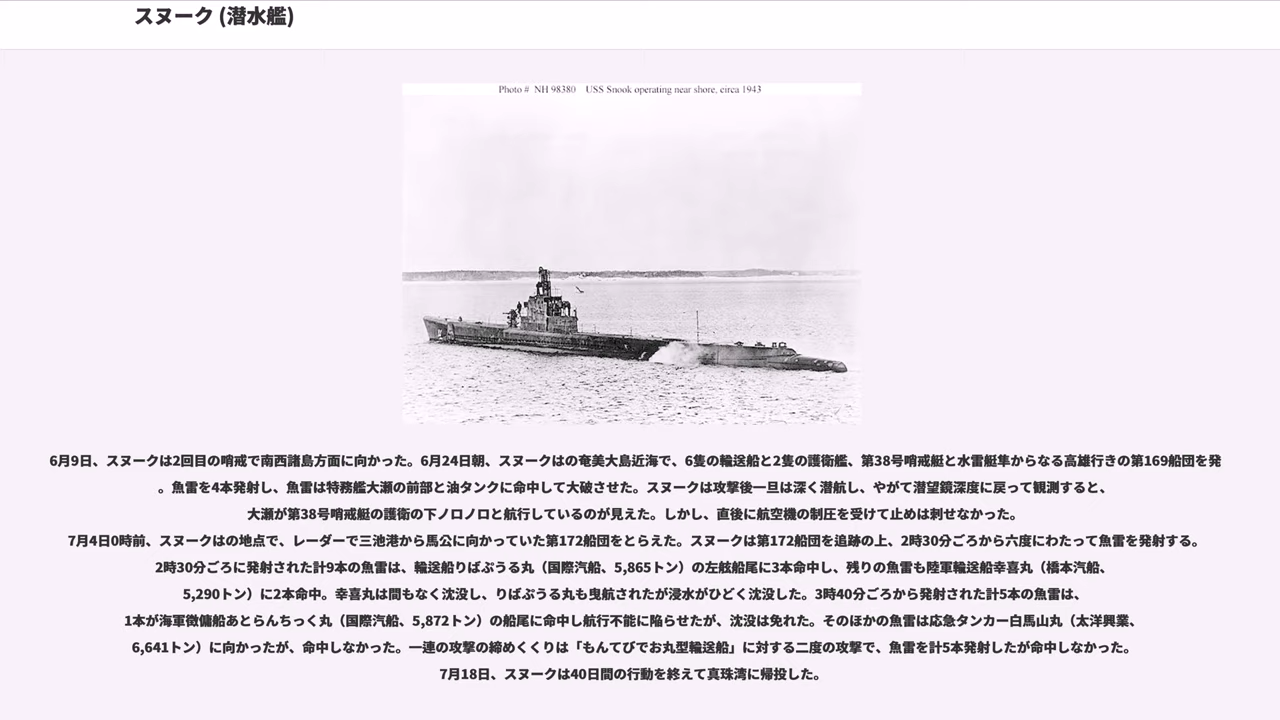 スヌーク (潜水艦)
Photo # NH 98380 USS Snook operating near shore, circa 1943
6月9日、スヌークは2回目の哨戒で南西諸島方面に向かった。6月24日朝、スヌークはの奄美大島近海で、6隻の輸送船と2隻の護衛艦、第38号哨戒艇と水雷艇隼からなる高雄行きの第169船団を発
。魚雷を4本発射し、魚雷は特務艦大瀬の前部と油タンクに命中して大破させた。スヌークは攻撃後一旦は深く潜航し、やがて潜望鏡深度に戻って観測すると、
大瀬が第38号哨戒艇の護衛の下ノロノロと航行しているのが見えた。しかし、直後に航空機の制圧を受けて止めは刺せなかった。
7月4日0時前、スヌークはの地点で、レーダーで三池港から馬公に向かっていた第172船団をとらえた。スヌークは第172船団を追跡の上、2時30分ごろから六度にわたって魚雷を発射する。
2時30分ごろに発射された計9本の魚雷は、輸送船りばぷうる丸（国際汽船、5,865トン）の左舷船尾に3本命中し、残りの魚雷も陸軍輸送船幸喜丸（橋本汽船、
5,290トン）に2本命中。幸喜丸は間もなく沈没し、りばぷうる丸も曳航されたが浸水がひどく沈没した。3時40分ごろから発射された計5本の魚雷は、
1本が海軍徴傭船あとらんちっく丸（国際汽船、5,872トン）の船尾に命中し航行不能に陥らせたが、沈没は免れた。そのほかの魚雷は応急タンカー白馬山丸（太洋興業、
6,641トン）に向かったが、命中しなかった。一連の攻撃の締めくくりは「もんてびでお丸型輸送船」に対する二度の攻撃で、魚雷を計5本発射したが命中しなかった。
7月18日、スヌークは40日間の行動を終えて真珠湾に帰投した。